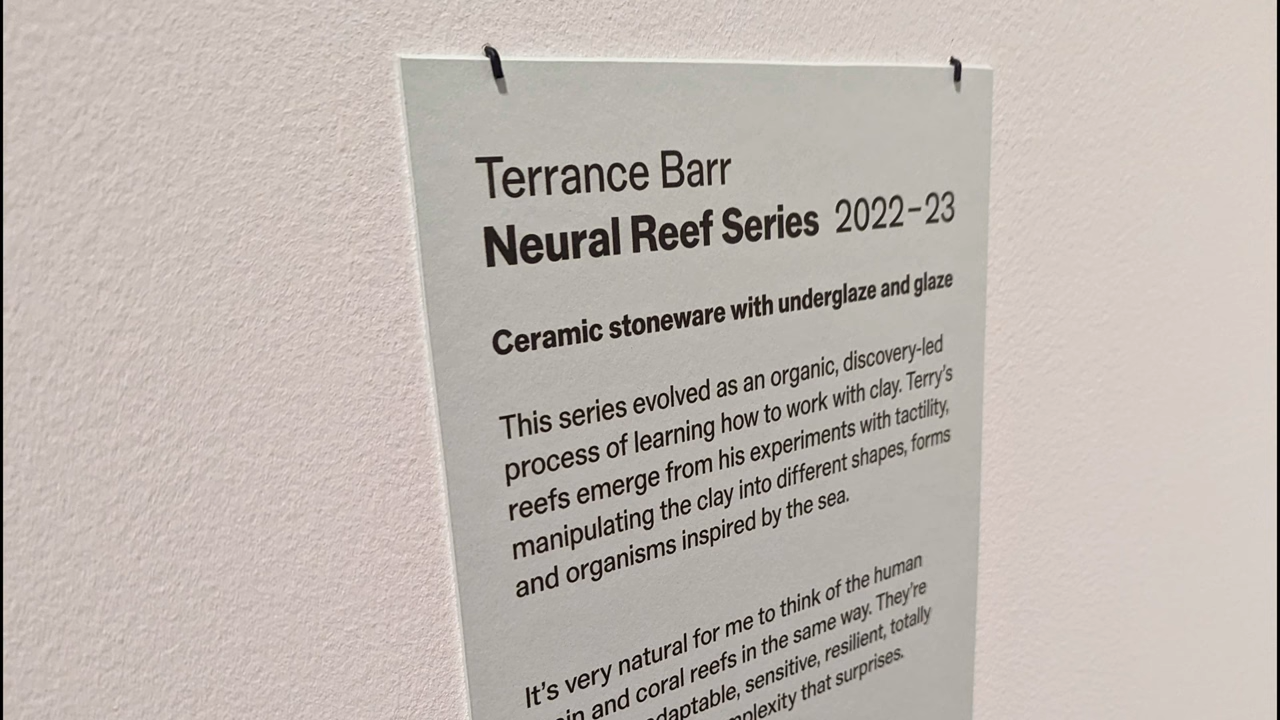 Terrance Barr
Neural Reef Series 2022–23
Ceramic stoneware with underglaze and glaze
This series evolved as an organic, discovery-led
process of learning how to work with clay. Terry's
reefs emerge from his experiments with tactility,
manipulating the clay into different shapes, forms
and organisms inspired by the sea.
It's very natural for me to think of the human
and coral reefs in the same way. They're
sensitive, resilient, totally
that surprises.